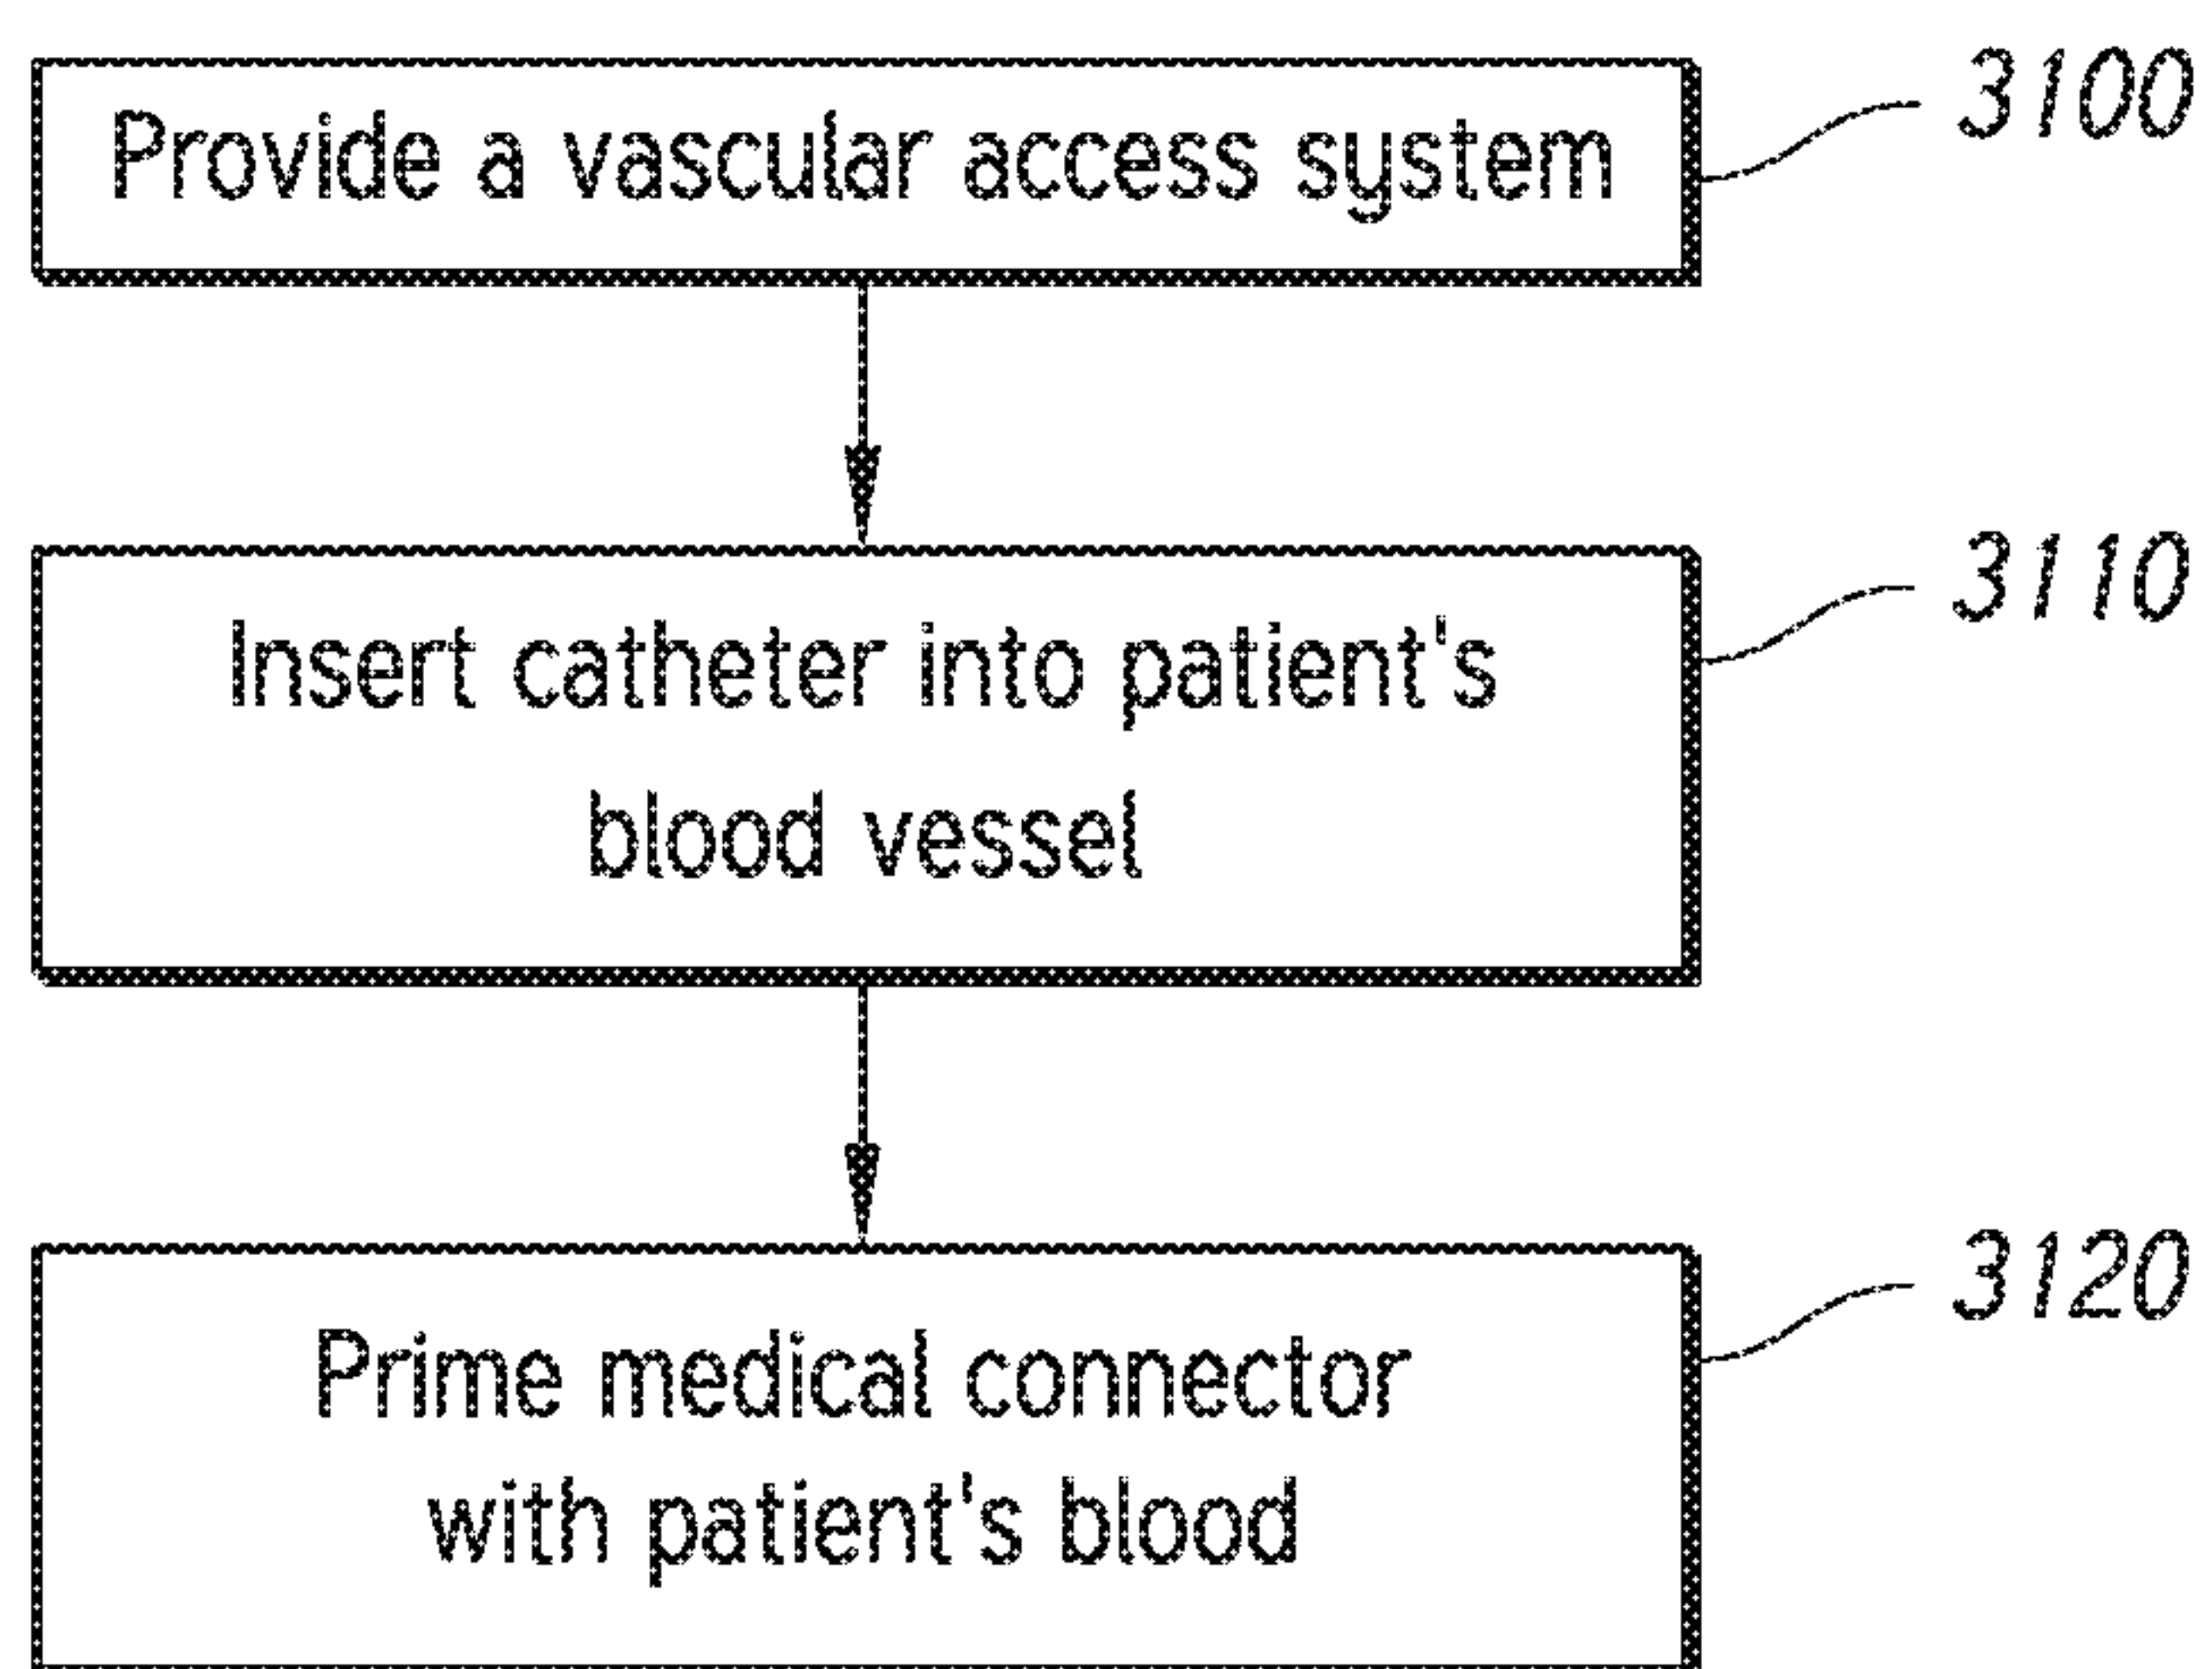 Provide a vascular access system
3100
Insert catheter into patient's
blood vessel
3110
Prime medical connector
with patient's blood
3120